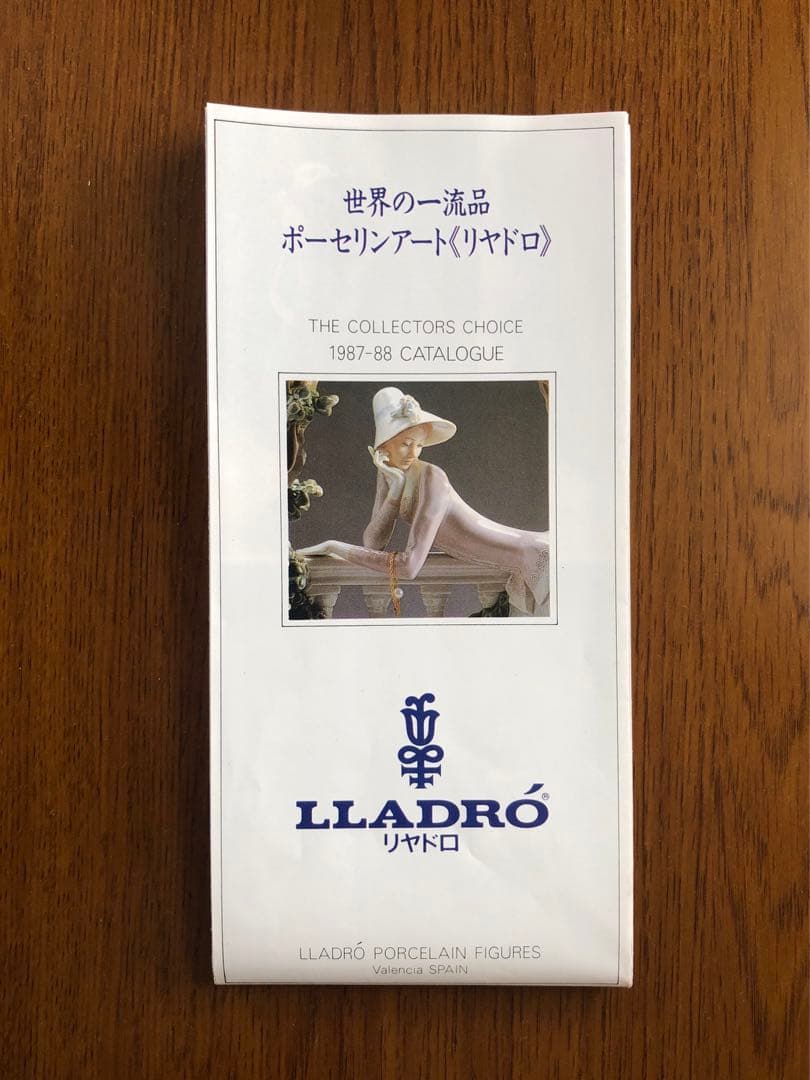 世界の一流品
ポーセリンアート《リヤドロ》
THE COLLECTORS CHOICE
1987-88 CATALOGUE
LLADRÓ®
リヤドロ
LLADRÓ PORCELAIN FIGURES
Valencia SPAIN